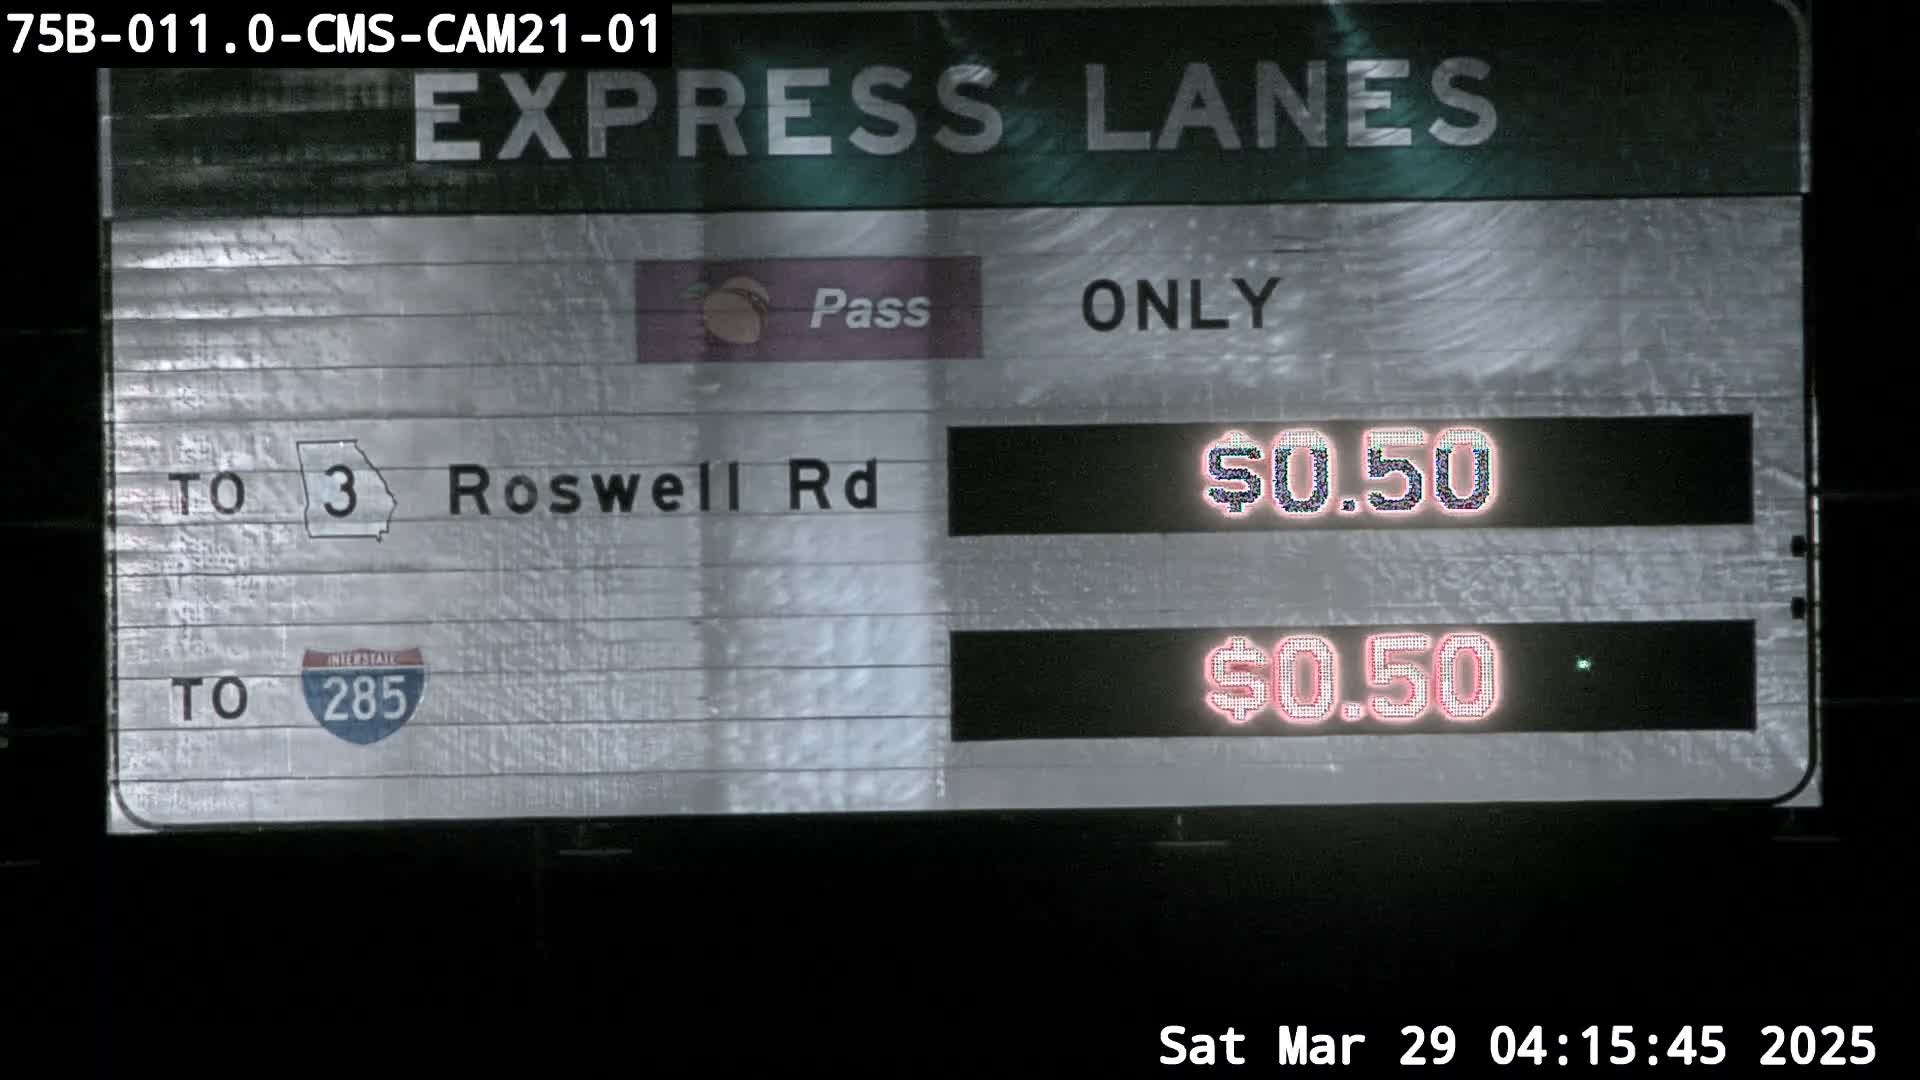 75B-011.0-CMS-CAM21-01
EXPRESS LANES
Pass ONLY
TO 3 Roswell Rd $0.50
TO INTERSTATE 285 $0.50
Sat Mar 29 04:15:45 2025